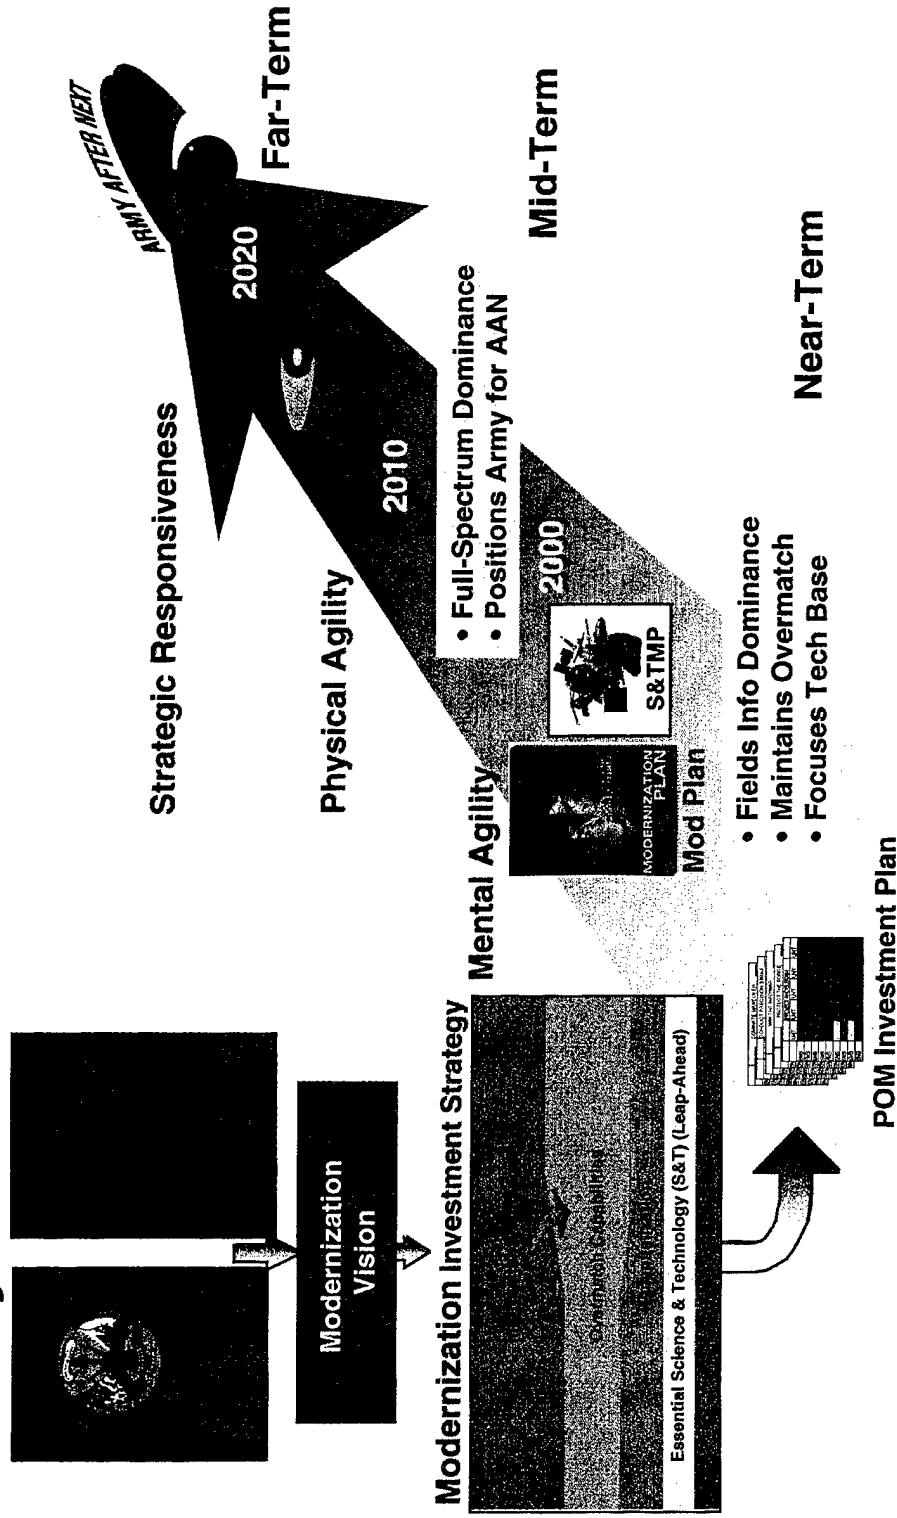 ARMY AFTER NEXT
Strategic Responsiveness
Far-Term
2020
Modernization
Vision
Physical Agility
2010
Mid-Term
Modernization Investment Strategy
Mental Agility
• Full-Spectrum Dominance
• Positions Army for AAN
2000
MODERNIZATION
PLAN
S&TMP
Mod Plan
Essential Science & Technology (S&T) (Leap-Ahead)
Near-Term
• Fields Info Dominance
• Maintains Overmatch
• Focuses Tech Base
POM Investment Plan